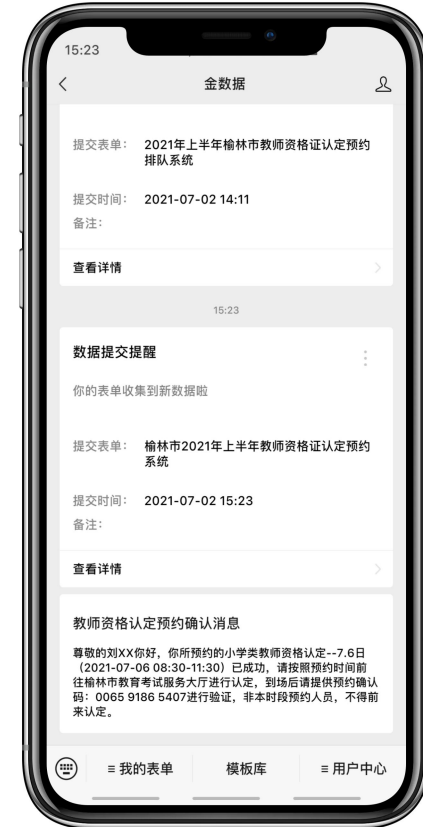 15:23
金数据
提交表单： 2021年上半年榆林市教师资格证认定预约
排队系统
提交时间： 2021-07-02 14:11
备注：
查看详情
15:23
数据提交提醒
你的表单收集到新数据啦
提交表单： 榆林市2021年上半年教师资格证认定预约
系统
提交时间： 2021-07-02 15:23
备注：
查看详情
教师资格认定预约确认消息
尊敬的刘XX你好，你所预约的小学类教师资格认定--7.6日
（2021-07-06 08:30-11:30）已成功，请按照预约时间前
往榆林市教育考试服务大厅进行认定，到场后请提供预约确认
码：0065 9186 5407进行验证，非本时段预约人员，不得前
来认定。
≡ 我的表单 模板库 ≡ 用户中心